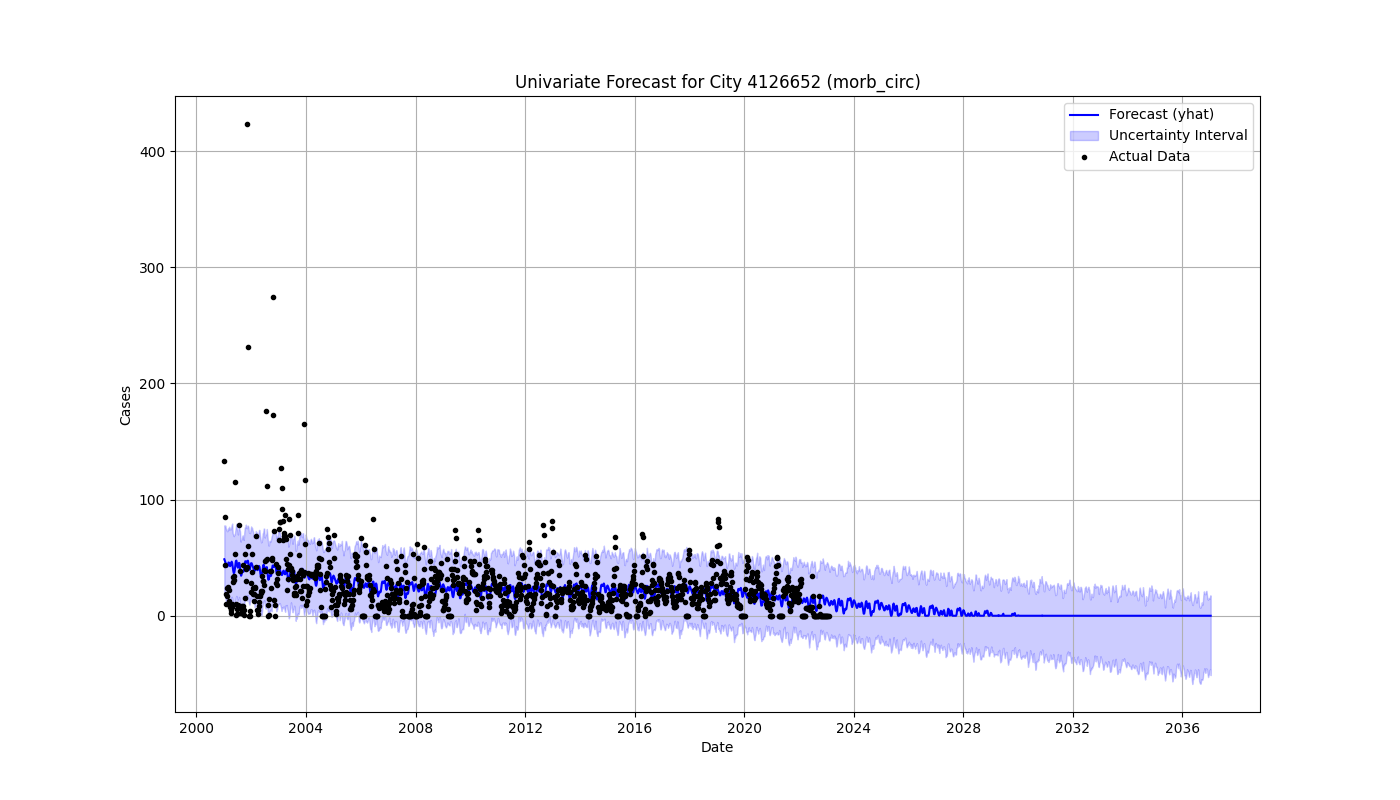 Univariate Forecast for City 4126652 (morb_circ)
Forecast (yhat)
Uncertainty Interval
Actual Data
400
300
200
100
0
Cases
2000 2004 2008 2012 2016 2020 2024 2028 2032 2036
Date